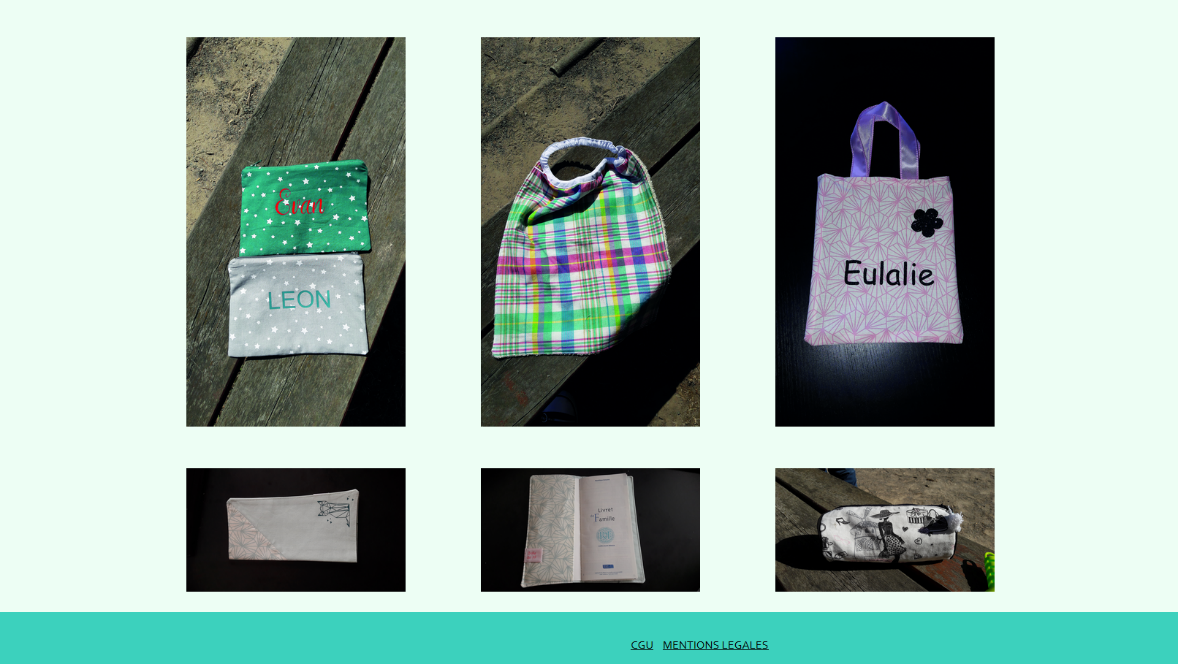 Evan
LEON
Eulalie
Livret
Famille
CGU MENTIONS LEGALES